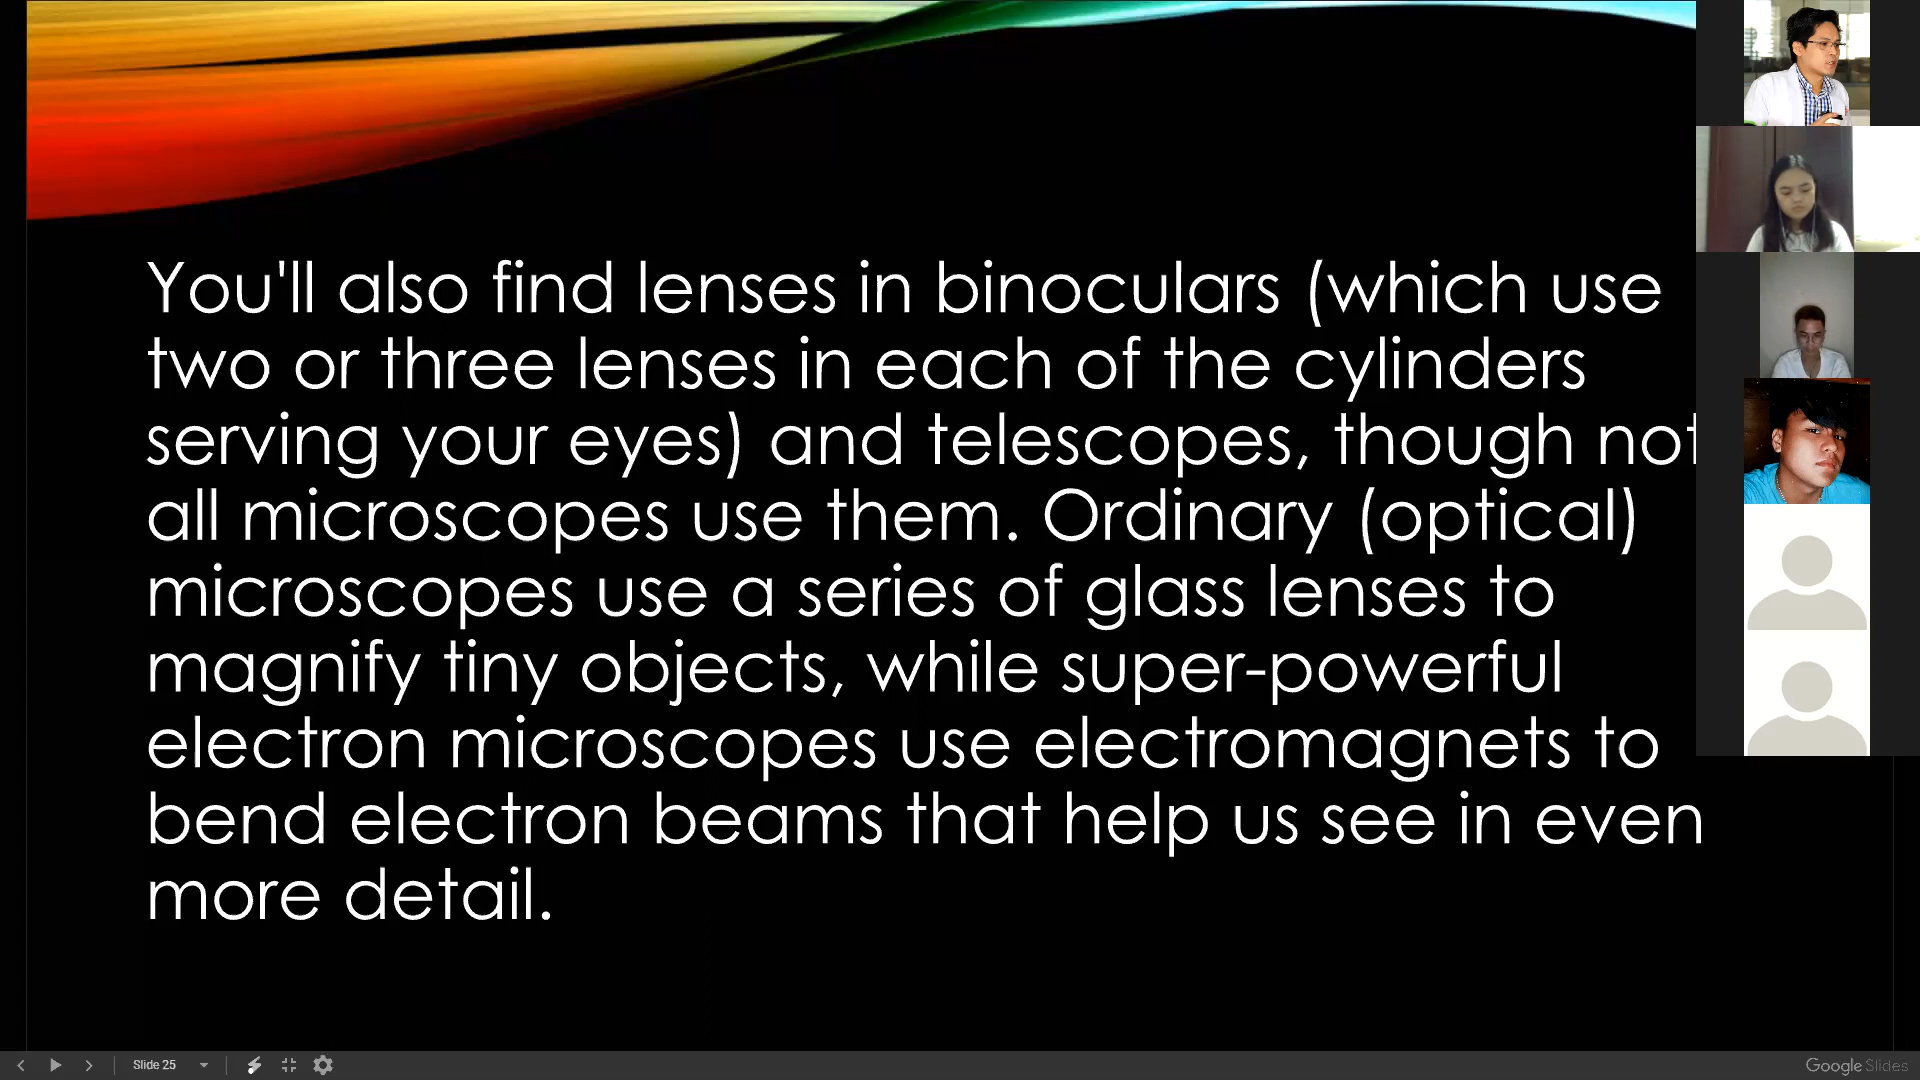 You'll also find lenses in binoculars (which use
two or three lenses in each of the cylinders
serving your eyes) and telescopes, though not
all microscopes use them. Ordinary (optical)
microscopes use a series of glass lenses to
magnify tiny objects, while super-powerful
electron microscopes use electromagnets to
bend electron beams that help us see in even
more detail.
Slide 25
Google Slides